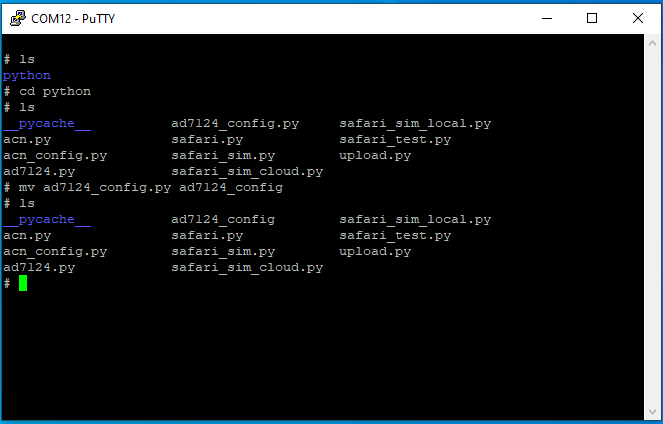 COM12 - PuTTY
# ls
python
# cd python
# ls
__pycache__ ad7124_config.py safari_sim_local.py
acn.py safari.py safari_test.py
acn_config.py safari_sim.py upload.py
ad7124.py safari_sim_cloud.py
# mv ad7124_config.py ad7124_config
# ls
__pycache__ ad7124_config safari_sim_local.py
acn.py safari.py safari_test.py
acn_config.py safari_sim.py upload.py
ad7124.py safari_sim_cloud.py
#